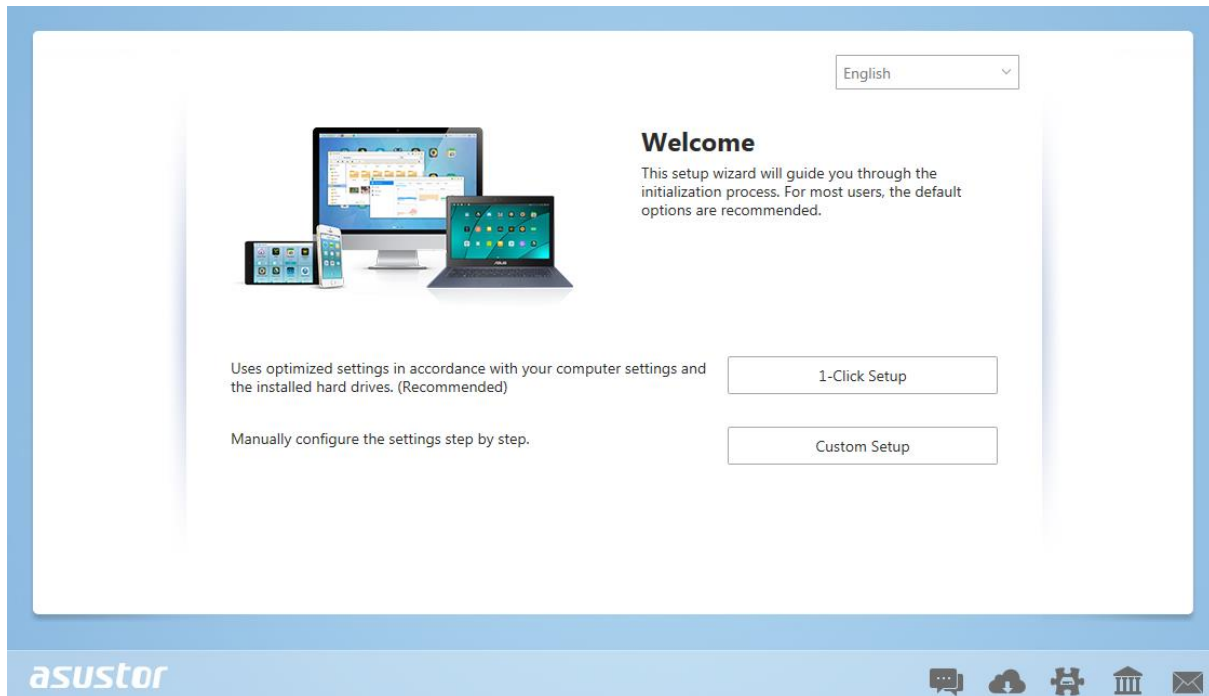 English
Welcome
This setup wizard will guide you through the
initialization process. For most users, the default
options are recommended.
Uses optimized settings in accordance with your computer settings and
the installed hard drives. (Recommended)
1-Click Setup
Manually configure the settings step by step.
Custom Setup
asustor